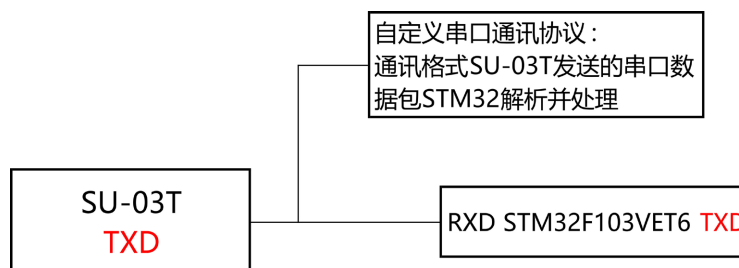 自定义串口通讯协议：
通讯格式SU-03T发送的串口数
据包STM32解析并处理
SU-03T
TXD
RXD STM32F103VET6 TXD